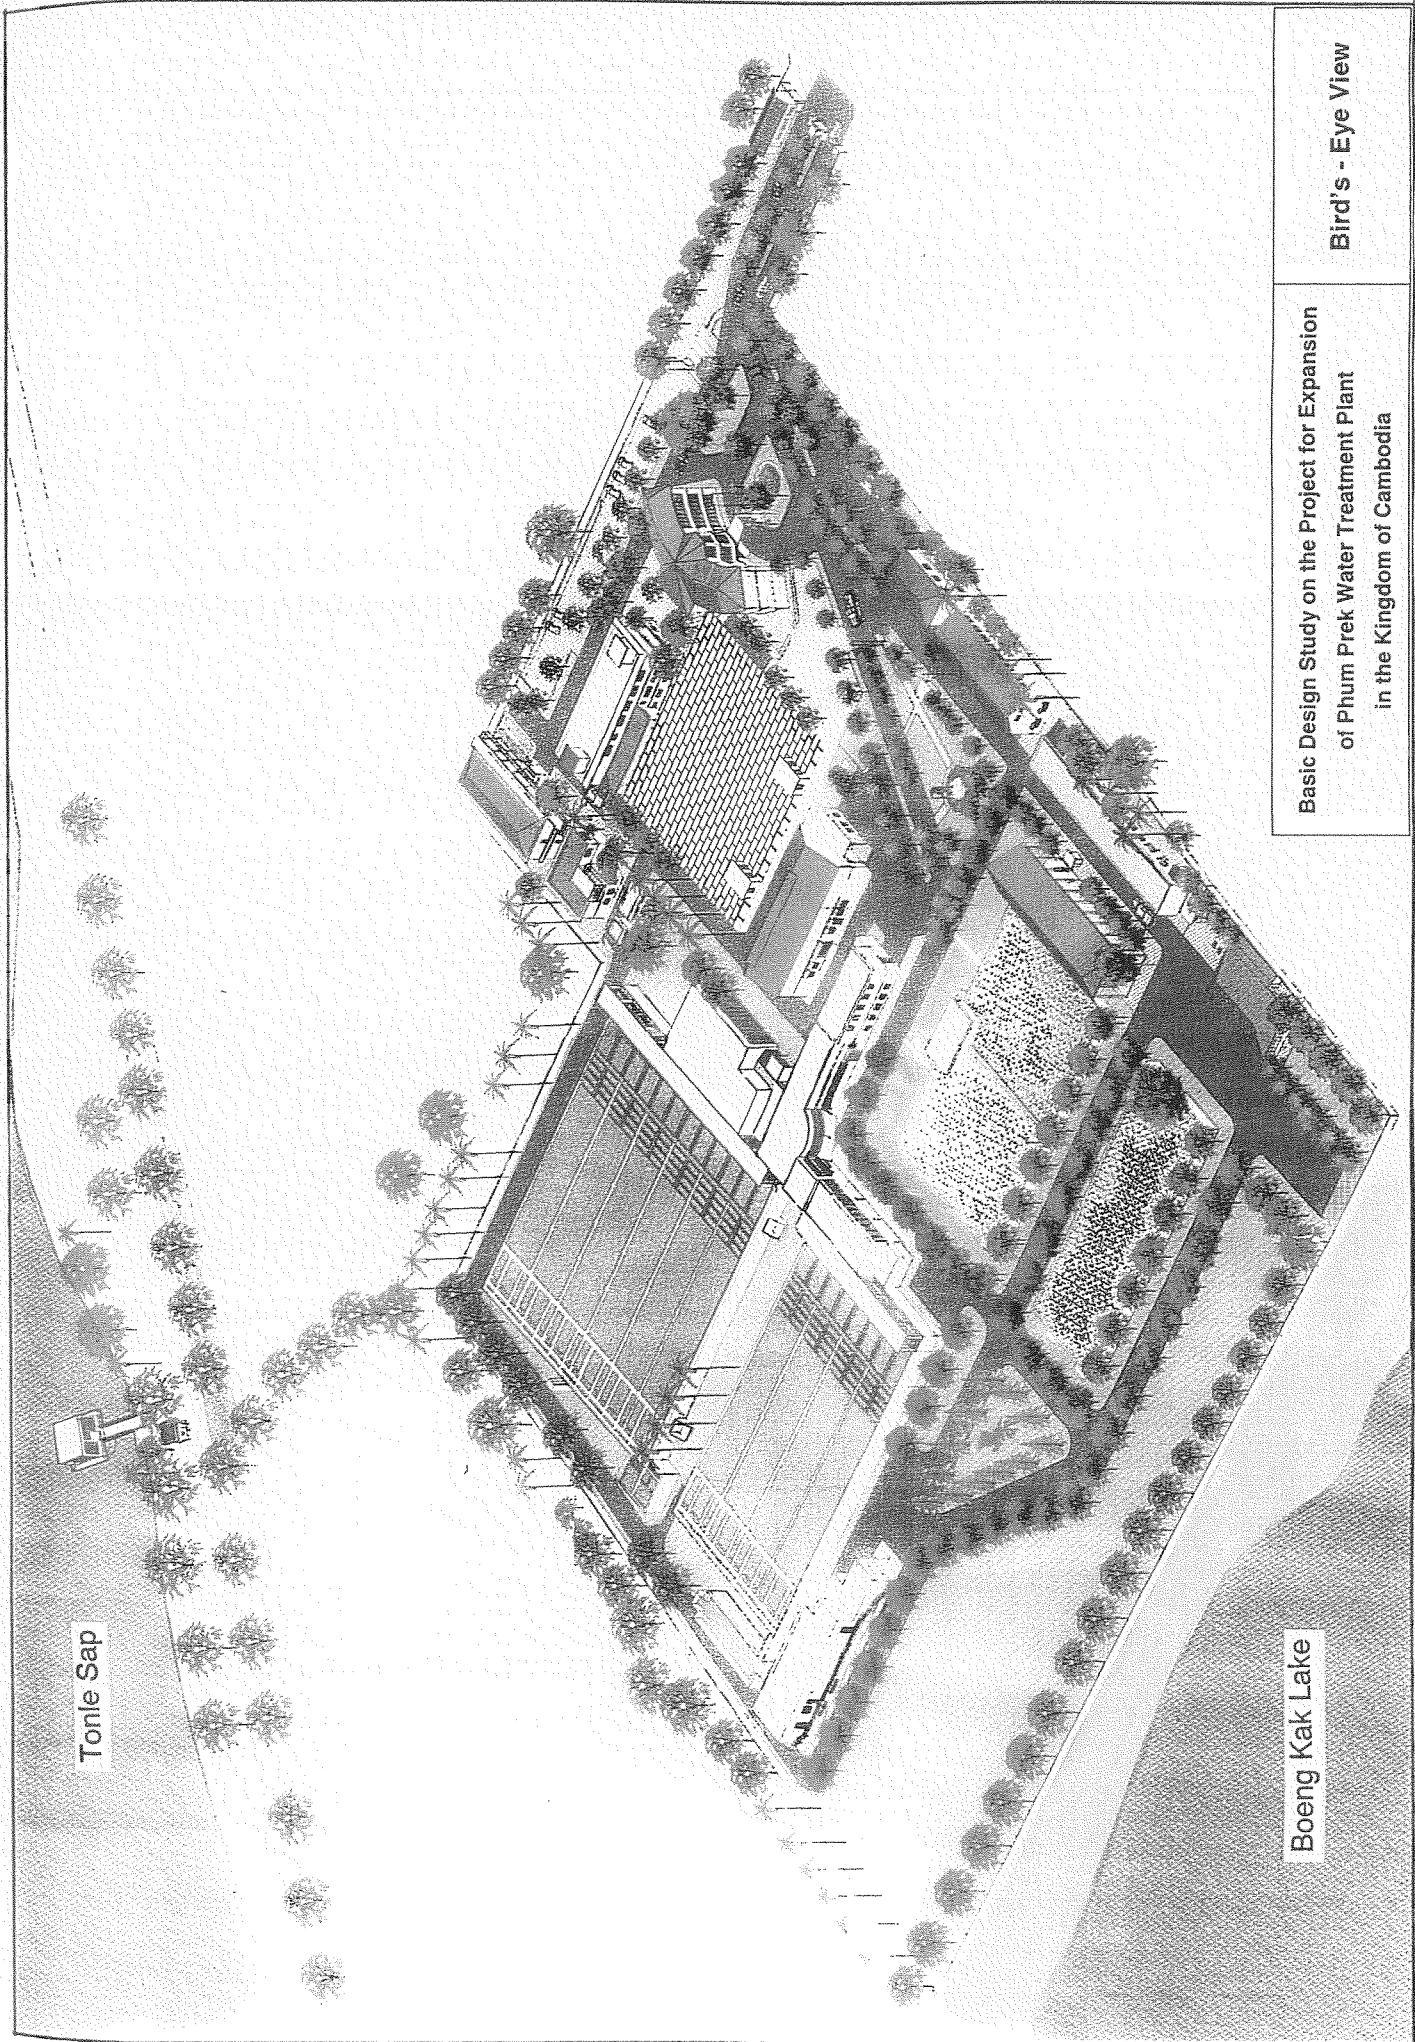 Tonle Sap
Boeng Kak Lake
Basic Design Study on the Project for Expansion
of Phum Prek Water Treatment Plant
in the Kingdom of Cambodia
Bird's - Eye View